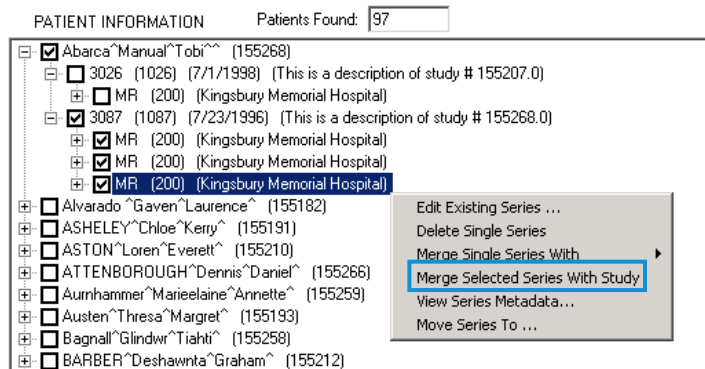 PATIENT INFORMATION Patients Found: 97
Abarca^Manual^Tobi^^ (155268)
3026 (1026) (7/1/1998) (This is a description of study # 155207.0)
MR (200) (Kingsbury Memorial Hospital)
3087 (1087) (7/23/1996) (This is a description of study # 155268.0)
MR (200) (Kingsbury Memorial Hospital)
MR (200) (Kingsbury Memorial Hospital)
MR (200) (Kingsbury Memorial Hospital)
Alvarado ^Gaven^Laurence^ (155182)
ASHELEY^Chloe^Kerry^ (155191)
ASTON^Loren^Everett^ (155210)
ATTENBOROUGH^Dennis^Daniel^ (155266)
Aurnhammer^Marieelaine^Annette^ (155259)
Austen^Thresa^Margret^ (155193)
Bagnall^Glindwr^Tiahti^ (155258)
BARBER^Deshawnta^Graham^ (155212)
Edit Existing Series ...
Delete Single Series
Merge Single Series With
Merge Selected Series With Study
View Series Metadata...
Move Series To ...